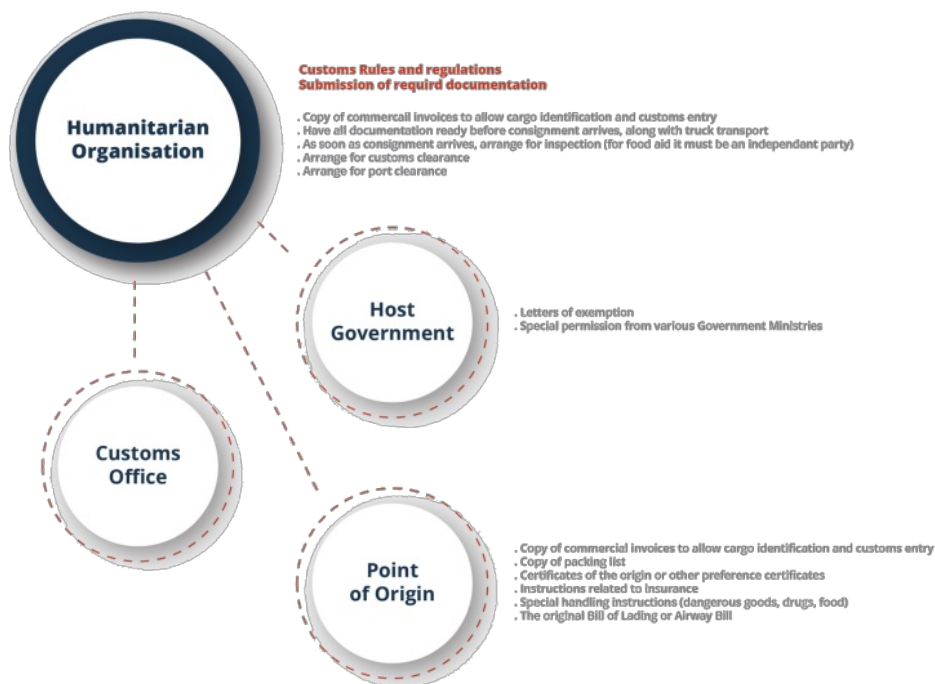 Humanitarian
Organisation
Customs Rules and regulations
Submission of requird documentation
. Copy of commercail invoices to allow cargo identification and customs entry
. Have all documentation ready before consignment arrives, along with truck transport
. As soon as consignment arrives, arrange for inspection (for food aid it must be an independant party)
. Arrange for customs clearance
. Arrange for port clearance
Host
Government
. Letters of exemption
. Special permission from various Government Ministries
Customs
Office
Point
of Origin
. Copy of commercial invoices to allow cargo identification and customs entry
. Copy of packing list
. Certificates of the origin or other preference certificates
. Instructions related to insurance
. Special handling instructions (dangerous goods, drugs, food)
. The original Bill of Lading or Airway Bill